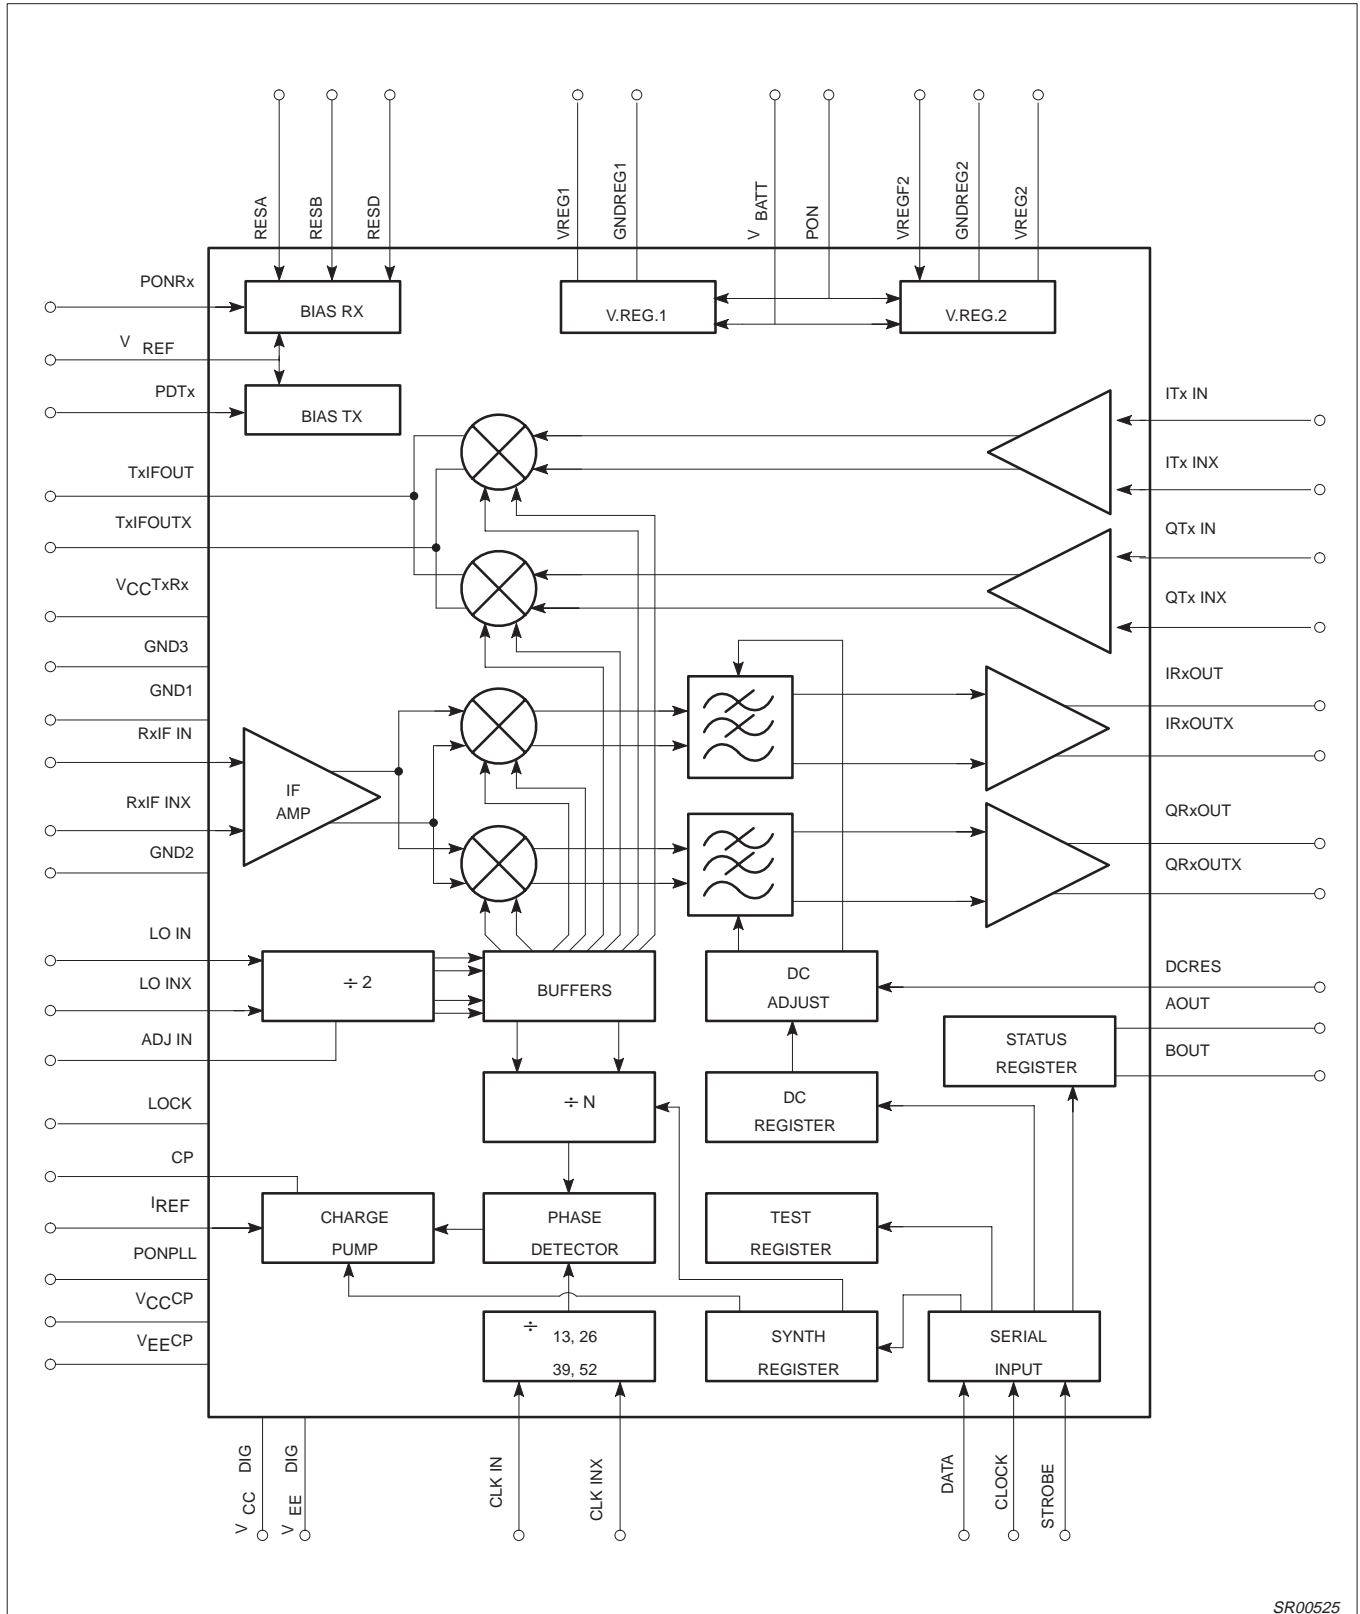 RESA
RESB
RESD
VREG1
GNDREG1
V BATT
PON
VREGF2
GNDREG2
VREG2
PONRx
BIAS RX
V REF
PDTx
BIAS TX
V.REG.1
V.REG.2
TxIFOUT
TxIFOUTX
VCCTxRx
GND3
GND1
RxIF IN
RxIF INX
GND2
IF
AMP
ITx IN
ITx INX
QTx IN
QTx INX
IRxOUT
IRxOUTX
QRxOUT
QRxOUTX
LO IN
LO INX
ADJ IN
÷ 2
BUFFERS
DC
ADJUST
DCRES
AOUT
BOUT
STATUS
REGISTER
LOCK
÷ N
DC
REGISTER
CP
IREF
PONPLL
VCCCP
VEECP
CHARGE
PUMP
PHASE
DETECTOR
TEST
REGISTER
÷ 13, 26
39, 52
SYNTH
REGISTER
SERIAL
INPUT
V CC DIG
V EE DIG
CLK IN
CLK INX
DATA
CLOCK
STROBE
SR00525